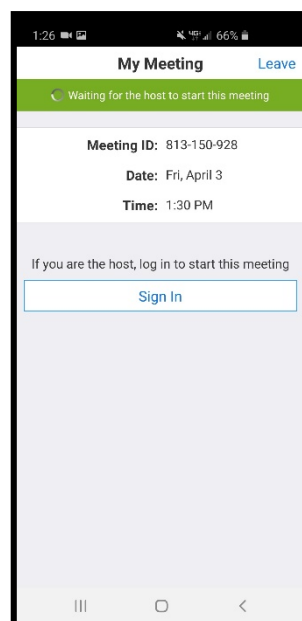 1:26 66%
My Meeting Leave
Waiting for the host to start this meeting
Meeting ID: 813-150-928
Date: Fri, April 3
Time: 1:30 PM
If you are the host, log in to start this meeting
Sign In